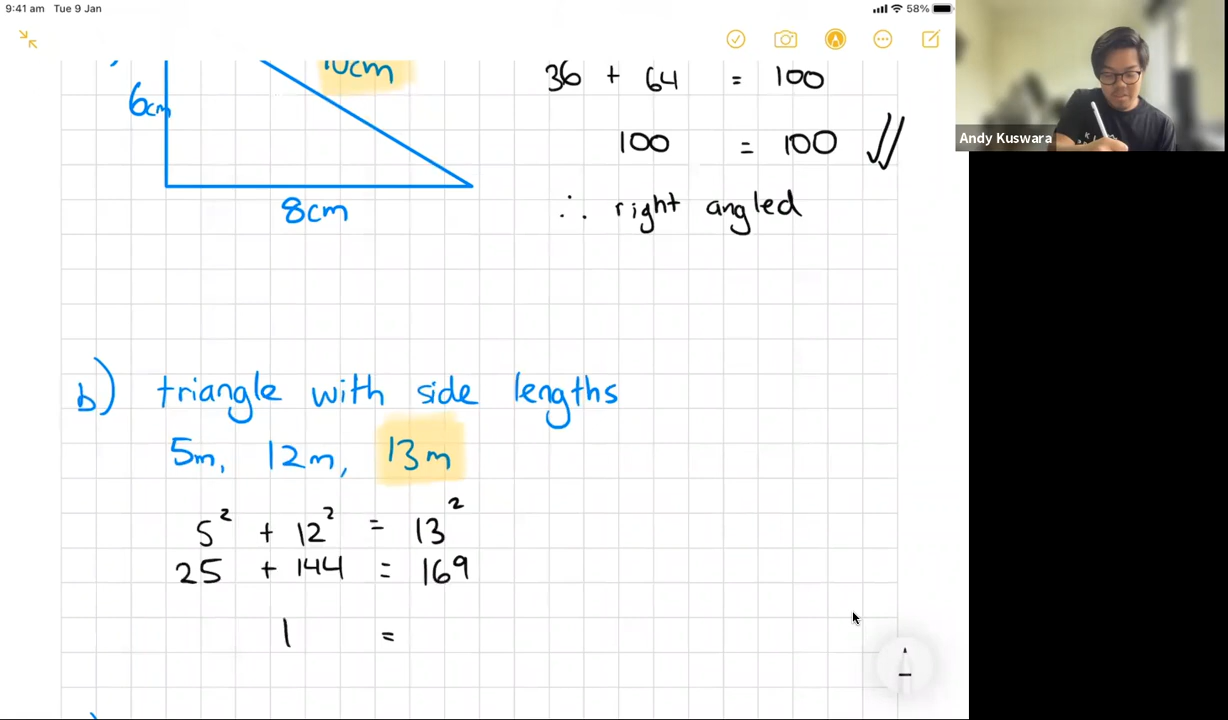 9:41 am Tue 9 Jan
58%
10cm
6cm
8cm
36 + 64 = 100
100 = 100 //
∴ right angled
Andy Kuswara
b) triangle with side lengths
5m, 12m, 13m
5² + 12² = 13²
25 + 144 = 169
1 =